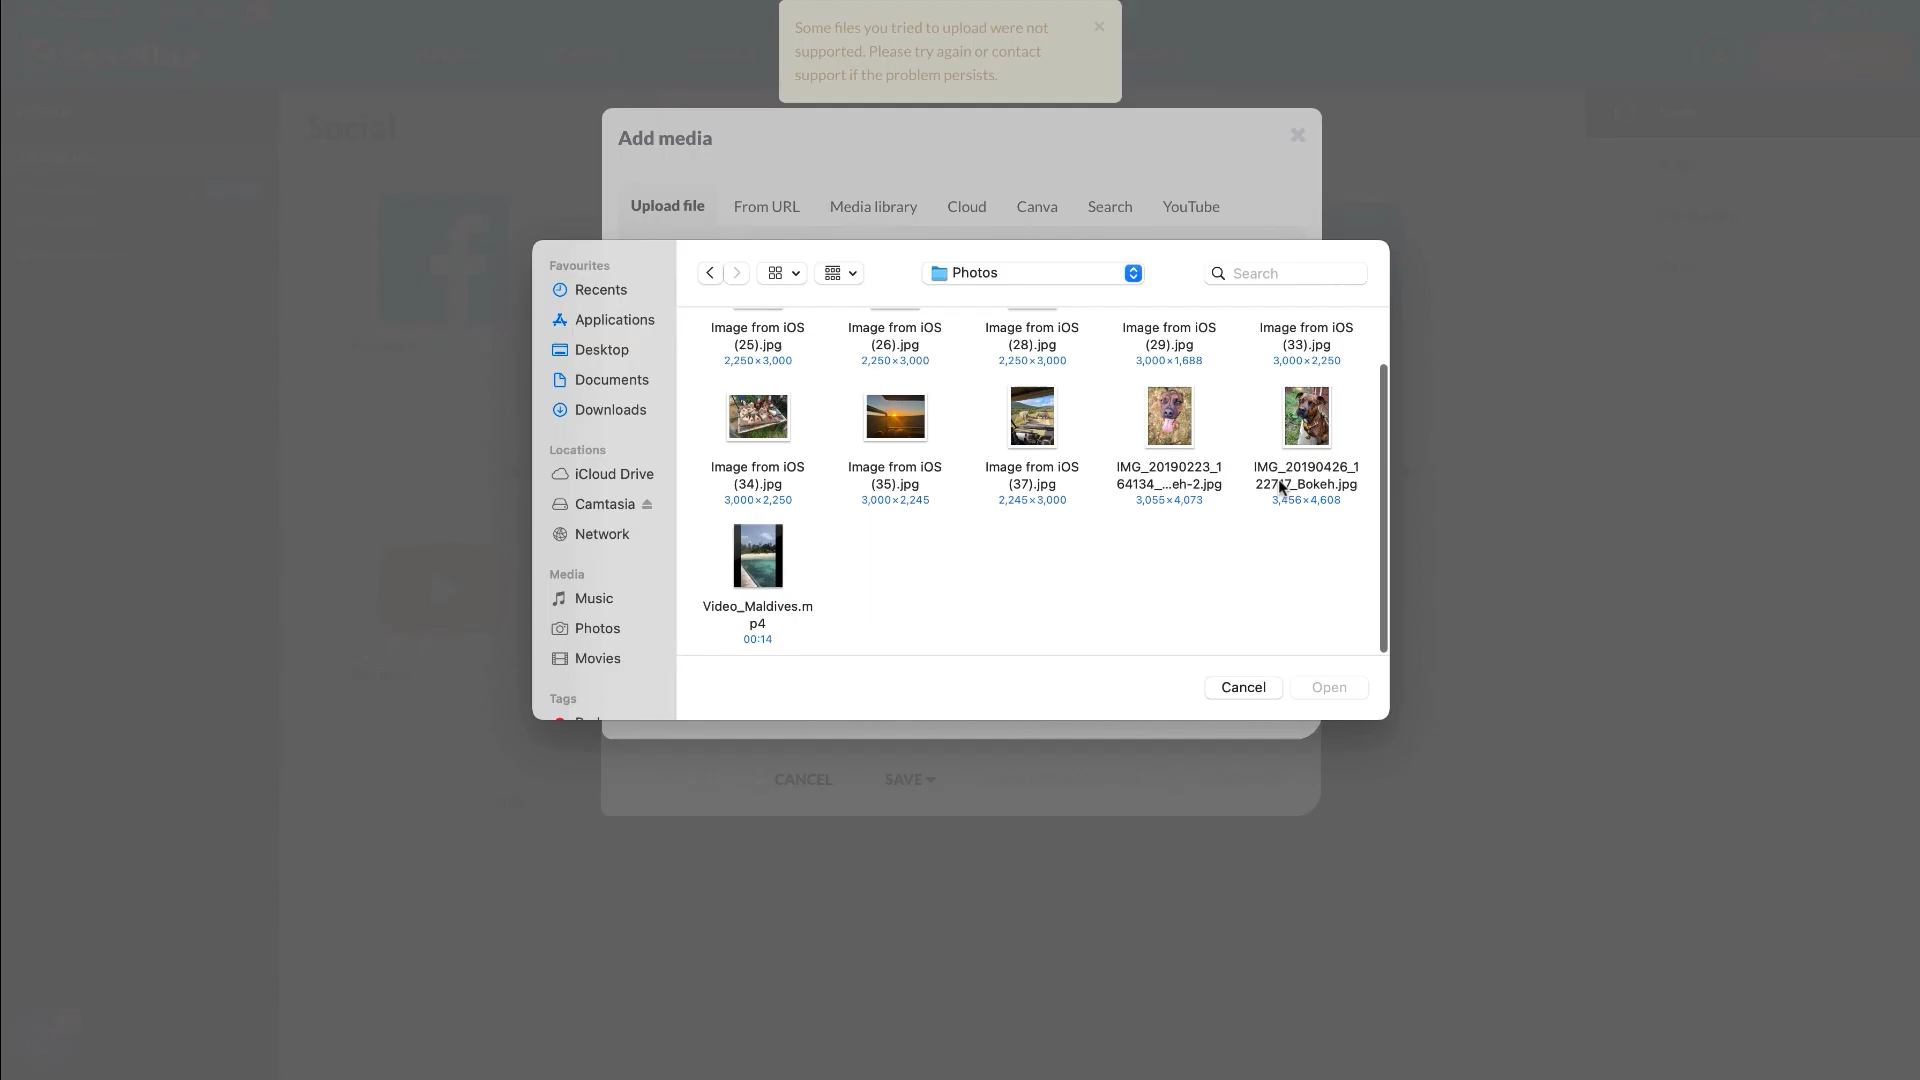 Some files you tried to upload were not
supported. Please try again or contact
support if the problem persists.
Social
Add media
Upload file
From URL
Media library
Cloud
Canva
Search
YouTube
Favourites
Recents
Applications
Desktop
Documents
Downloads
Locations
iCloud Drive
Camtasia
Network
Media
Music
Photos
Movies
Tags
Photos
Search
Image from iOS
(25).jpg
2,250×3,000
Image from iOS
(26).jpg
2,250×3,000
Image from iOS
(28).jpg
2,250×3,000
Image from iOS
(29).jpg
3,000×1,688
Image from iOS
(33).jpg
3,000×2,250
Image from iOS
(34).jpg
3,000×2,250
Image from iOS
(35).jpg
3,000×2,245
Image from iOS
(37).jpg
2,245×3,000
IMG_20190223_1
64134_...eh-2.jpg
3,055×4,073
IMG_20190426_1
22717_Bokeh.jpg
3,456×4,608
Video_Maldives.m
p4
00:14
Cancel
Open
CANCEL
SAVE